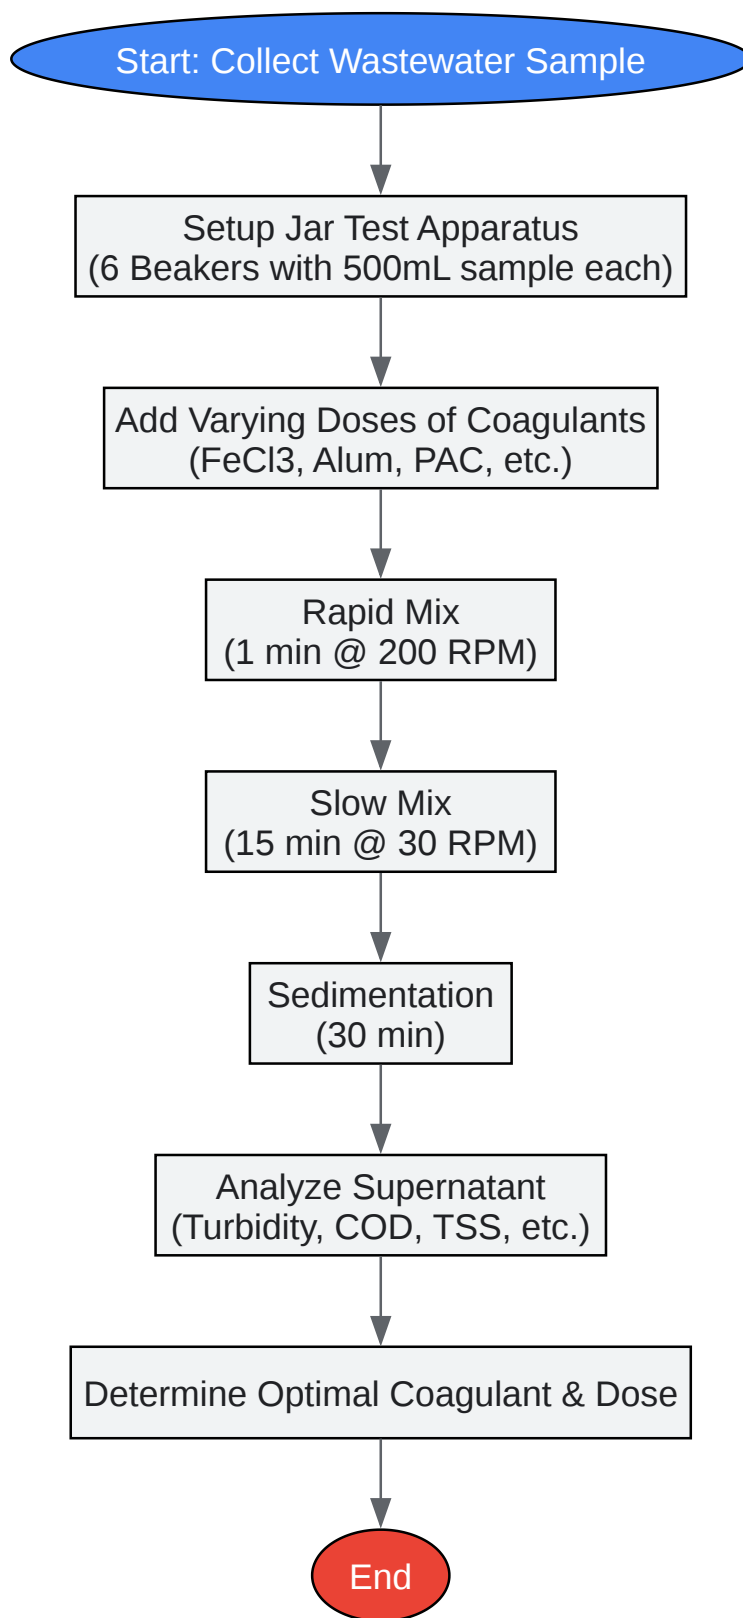 Start: Collect Wastewater Sample
Setup Jar Test Apparatus
(6 Beakers with 500mL sample each)
Add Varying Doses of Coagulants
(FeCl3, Alum, PAC, etc.)
Rapid Mix
(1 min @ 200 RPM)
Slow Mix
(15 min @ 30 RPM)
Sedimentation
(30 min)
Analyze Supernatant
(Turbidity, COD, TSS, etc.)
Determine Optimal Coagulant & Dose
End